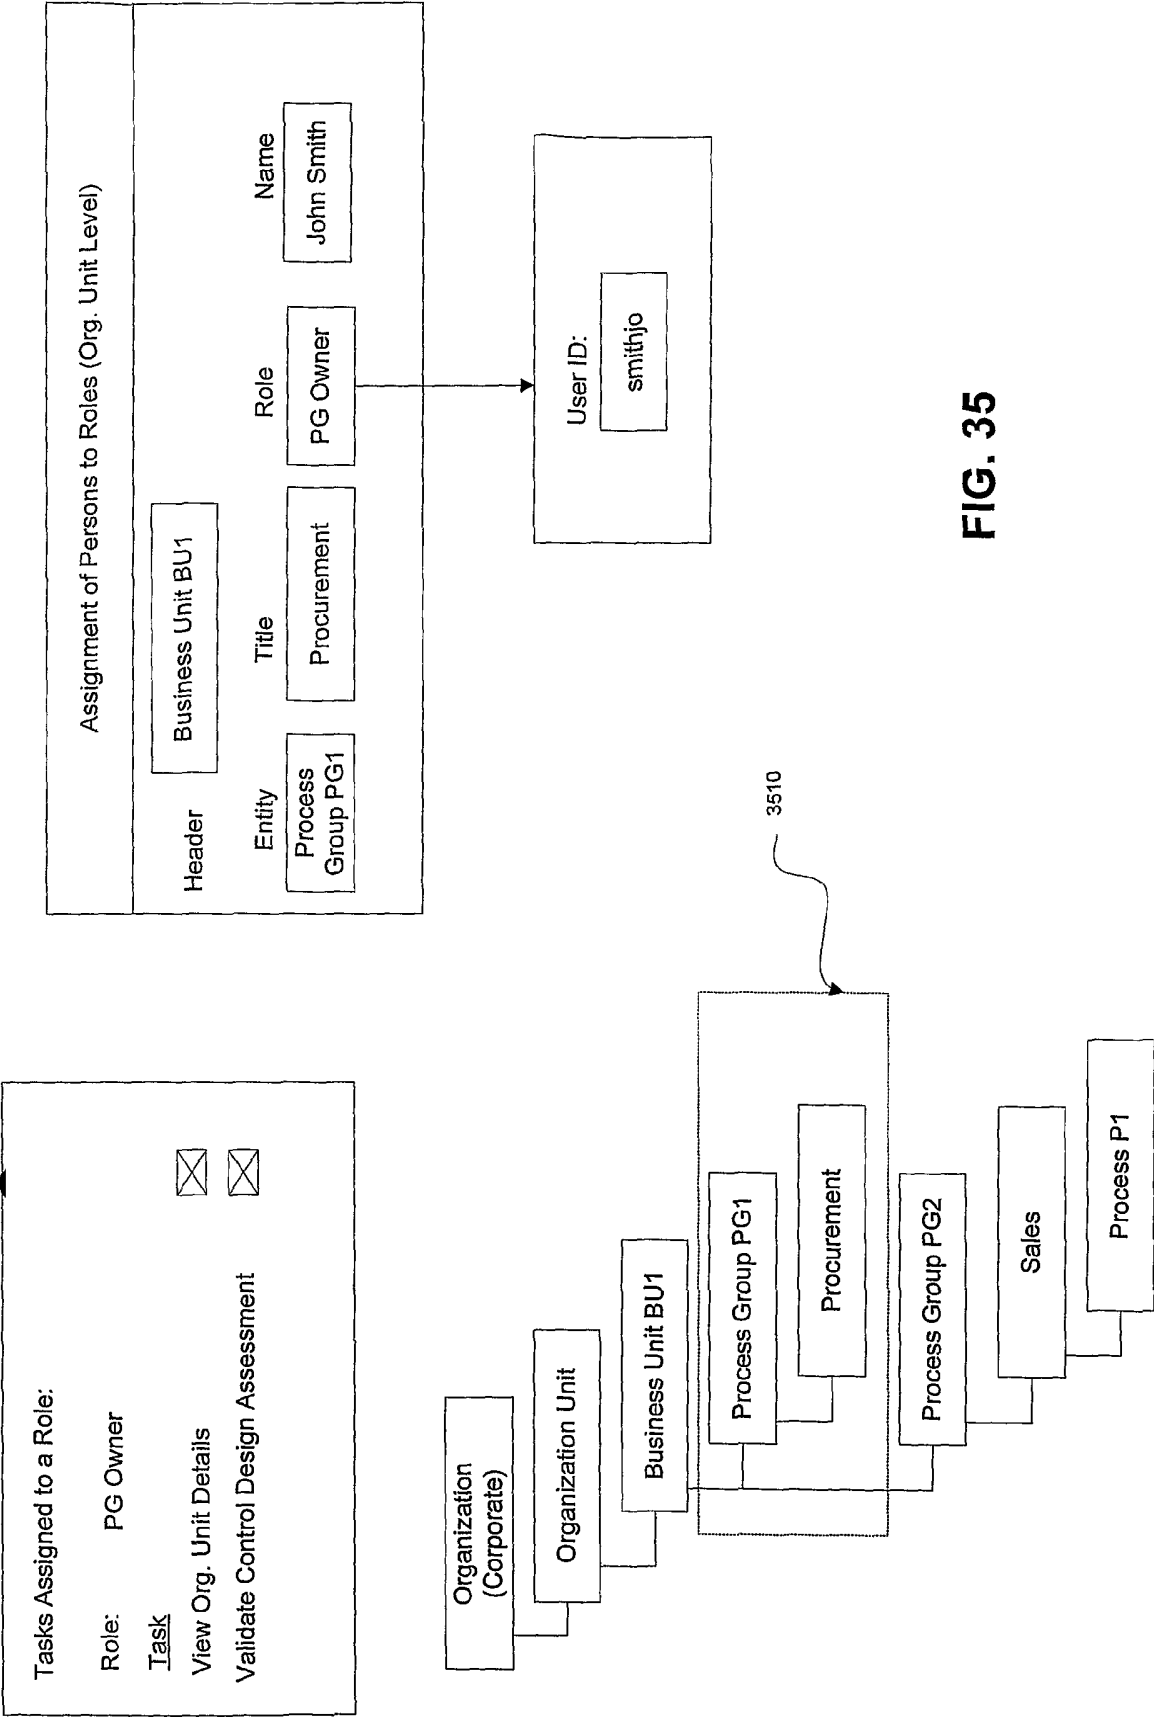 Tasks Assigned to a Role:
Role: PG Owner
Task
View Org. Unit Details
Validate Control Design Assessment
Assignment of Persons to Roles (Org. Unit Level)
Header Business Unit BU1
Entity Title Role Name
Process
Group PG1
Procurement
PG Owner
John Smith
User ID:
smithjo
Organization
(Corporate)
Organization Unit
Business Unit BU1
Process Group PG1
Procurement
Process Group PG2
Sales
Process P1
3510
FIG. 35